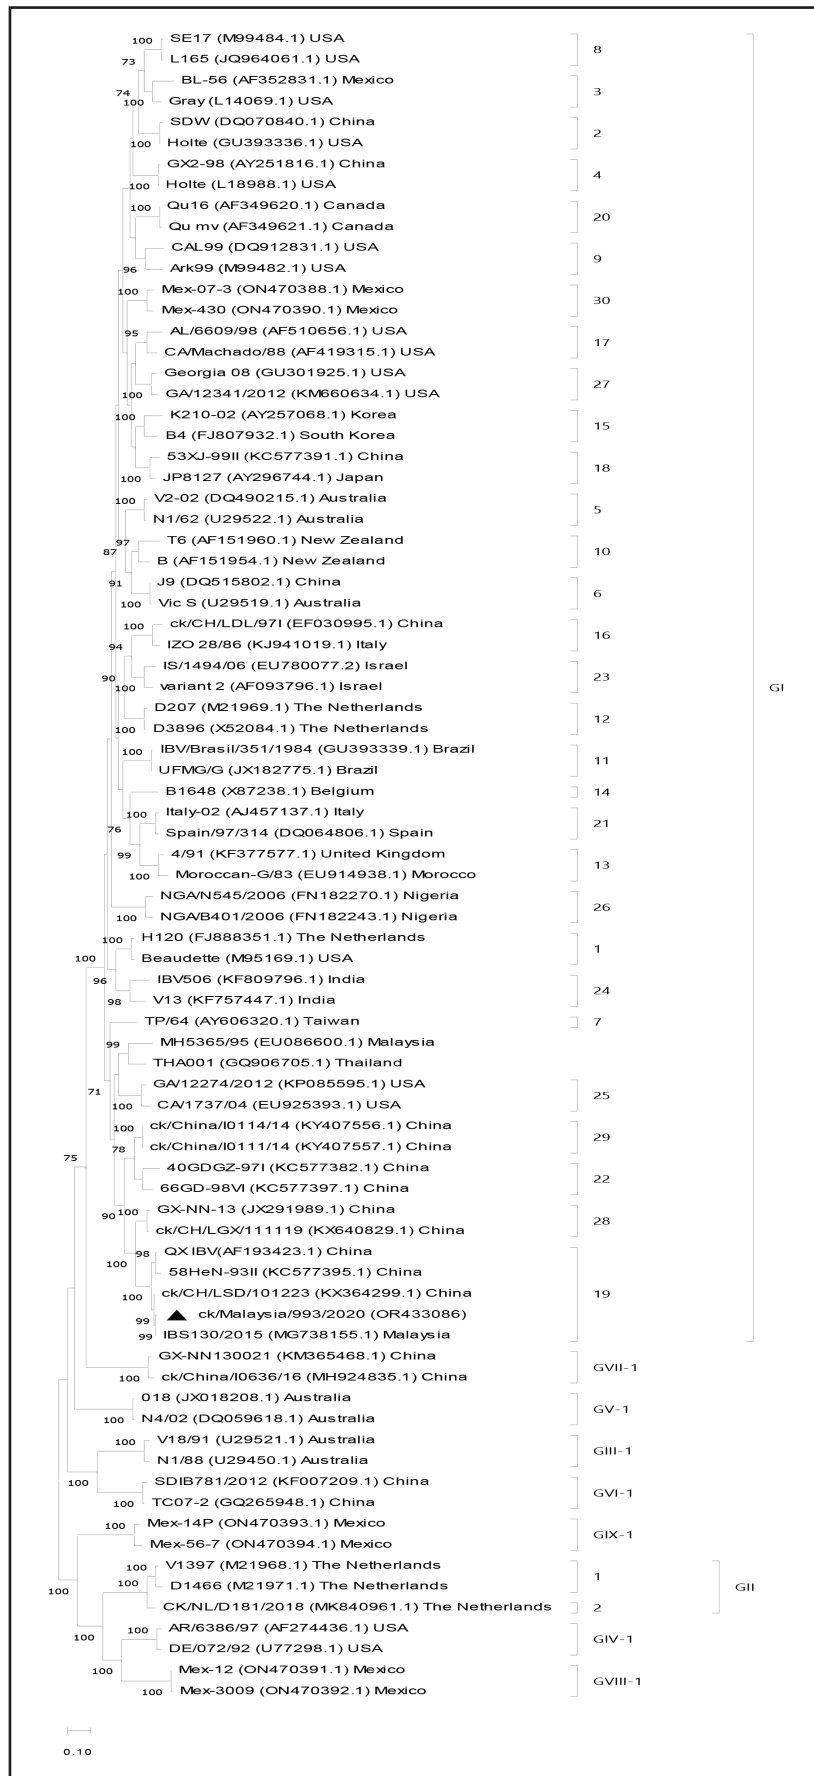 100 SE17 (M99484.1) USA
8
73 L165 (JQ964061.1) USA
74 BL-56 (AF352831.1) Mexico
3
100 Gray (L14069.1) USA
SDW (DQ070840.1) China
2
100 Holte (GU393336.1) USA
GX2-98 (AY251816.1) China
4
100 Holte (L18988.1) USA
100 Qu16 (AF349620.1) Canada
20
Qu mv (AF349621.1) Canada
CAL99 (DQ912831.1) USA
9
96 Ark99 (M99482.1) USA
100 Mex-07-3 (ON470388.1) Mexico
30
Mex-430 (ON470390.1) Mexico
95 AL/6609/98 (AF510656.1) USA
17
CA/Machado/88 (AF419315.1) USA
Georgia 08 (GU301925.1) USA
27
100 GA/12341/2012 (KM660634.1) USA
100 K210-02 (AY257068.1) Korea
15
B4 (FJ807932.1) South Korea
53XJ-99II (KC577391.1) China
18
100 JP8127 (AY296744.1) Japan
100 V2-02 (DQ490215.1) Australia
5
N1/62 (U29522.1) Australia
97 T6 (AF151960.1) New Zealand
87
10
B (AF151954.1) New Zealand
91 J9 (DQ515802.1) China
6
100 Vic S (U29519.1) Australia
100 ck/CH/LDL/97I (EF030995.1) China
16
94 IZO 28/86 (KJ941019.1) Italy
IS/1494/06 (EU780077.2) Israel
90
23
100 variant 2 (AF093796.1) Israel
GI
D207 (M21969.1) The Netherlands
12
100 D3896 (X52084.1) The Netherlands
100 IBV/Brasil/351/1984 (GU393339.1) Brazil
11
UFMG/G (JX182775.1) Brazil
B1648 (X87238.1) Belgium
14
100 Italy-02 (AJ457137.1) Italy
76
21
Spain/97/314 (DQ064806.1) Spain
99 4/91 (KF377577.1) United Kingdom
13
100 Moroccan-G/83 (EU914938.1) Morocco
NGA/N545/2006 (FN182270.1) Nigeria
26
100 NGA/B401/2006 (FN182243.1) Nigeria
100 H120 (FJ888351.1) The Netherlands
1
100 Beaudette (M95169.1) USA
96 IBV506 (KF809796.1) India
24
98 V13 (KF757447.1) India
TP/64 (AY606320.1) Taiwan
7
99 MH5365/95 (EU086600.1) Malaysia
THA001 (GQ906705.1) Thailand
71 GA/12274/2012 (KP085595.1) USA
25
100 CA/1737/04 (EU925393.1) USA
100 ck/China/I0114/14 (KY407556.1) China
29
78 ck/China/I0111/14 (KY407557.1) China
75
40GDGZ-97I (KC577382.1) China
22
66GD-98VI (KC577397.1) China
90 100 GX-NN-13 (JX291989.1) China
28
ck/CH/LGX/111119 (KX640829.1) China
98 QX IBV(AF193423.1) China
100 58HeN-93II (KC577395.1) China
100 ck/CH/LSD/101223 (KX364299.1) China
19
99 ck/Malaysia/993/2020 (OR433086)
99 IBS130/2015 (MG738155.1) Malaysia
GX-NN130021 (KM365468.1) China
GVII-1
100 ck/China/I0636/16 (MH924835.1) China
018 (JX018208.1) Australia
GV-1
100 N4/02 (DQ059618.1) Australia
100 V18/91 (U29521.1) Australia
GIII-1
N1/88 (U29450.1) Australia
100 SDIB781/2012 (KF007209.1) China
GVI-1
100 TC07-2 (GQ265948.1) China
100 Mex-14P (ON470393.1) Mexico
GIX-1
Mex-56-7 (ON470394.1) Mexico
100 V1397 (M21968.1) The Netherlands
1
100 100 D1466 (M21971.1) The Netherlands
GII
CK/NL/D181/2018 (MK840961.1) The Netherlands
2
100 AR/6386/97 (AF274436.1) USA
100
GIV-1
DE/072/92 (U77298.1) USA
100 Mex-12 (ON470391.1) Mexico
GVIII-1
100 Mex-3009 (ON470392.1) Mexico
0.10